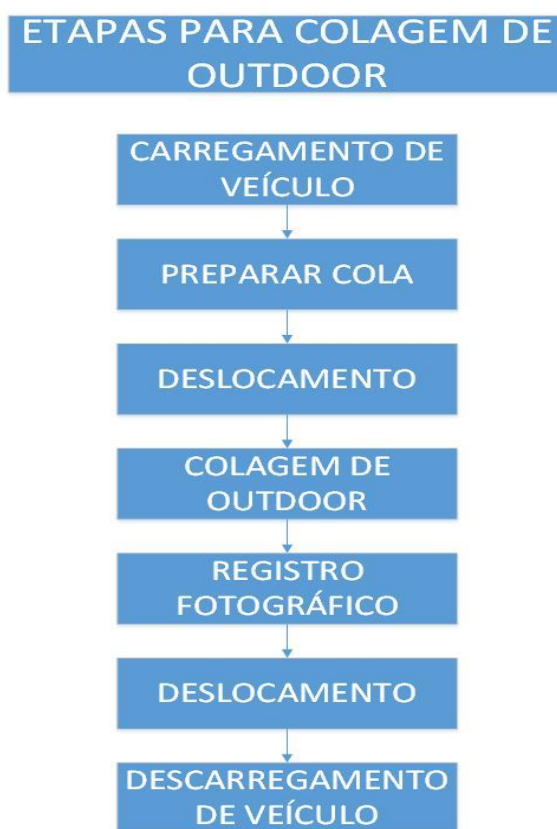 ETAPAS PARA COLAGEM DE
OUTDOOR
CARREGAMENTO DE
VEÍCULO
PREPARAR COLA
DESLOCAMENTO
COLAGEM DE
OUTDOOR
REGISTRO
FOTOGRÁFICO
DESLOCAMENTO
DESCARREGAMENTO
DE VEÍCULO